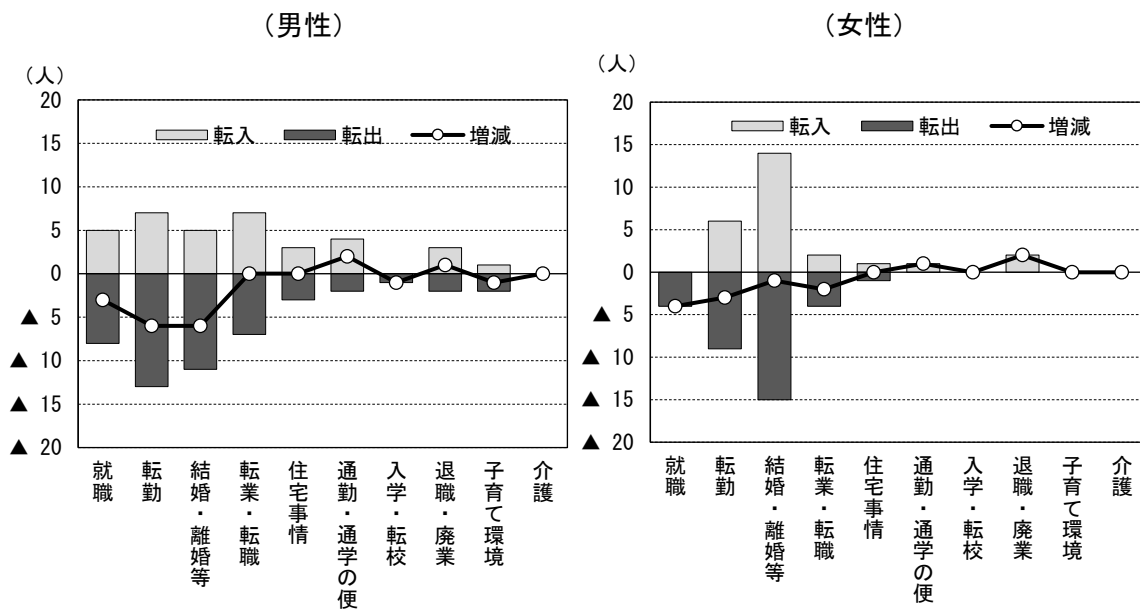 (男性)
(人)
転入 転出 増減
20
15
10
5
0
▲ 5
▲ 10
▲ 15
▲ 20
就職
転勤
結婚・離婚等
転業・転職
住宅事情
通勤・通学の便
入学・転校
退職・廃業
子育て環境
介護
(女性)
(人)
転入 転出 増減
20
15
10
5
0
▲ 5
▲ 10
▲ 15
▲ 20
就職
転勤
結婚・離婚等
転業・転職
住宅事情
通勤・通学の便
入学・転校
退職・廃業
子育て環境
介護